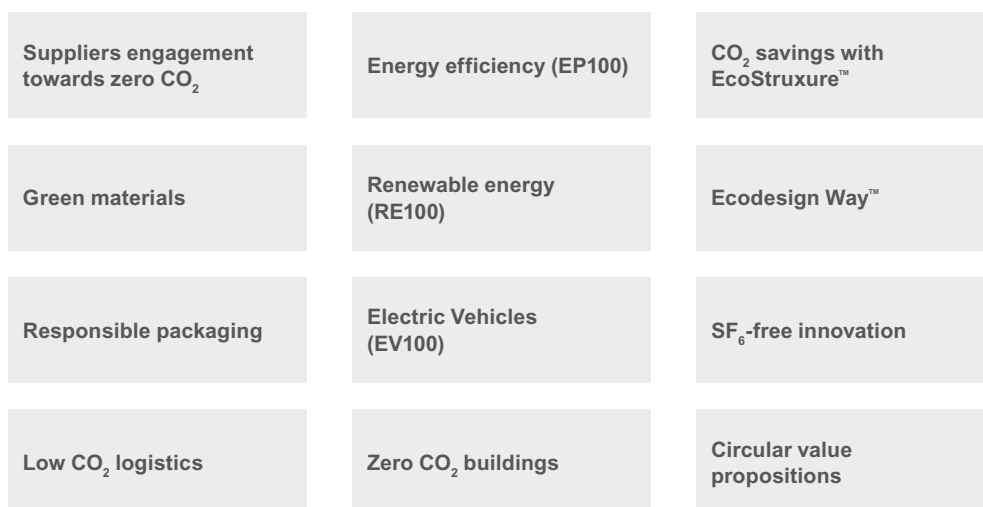 Suppliers engagement
towards zero CO₂
Energy efficiency (EP100)
CO₂ savings with
EcoStruxure™
Green materials
Renewable energy
(RE100)
Ecodesign Way™
Responsible packaging
Electric Vehicles
(EV100)
SF₆-free innovation
Low CO₂ logistics
Zero CO₂ buildings
Circular value
propositions